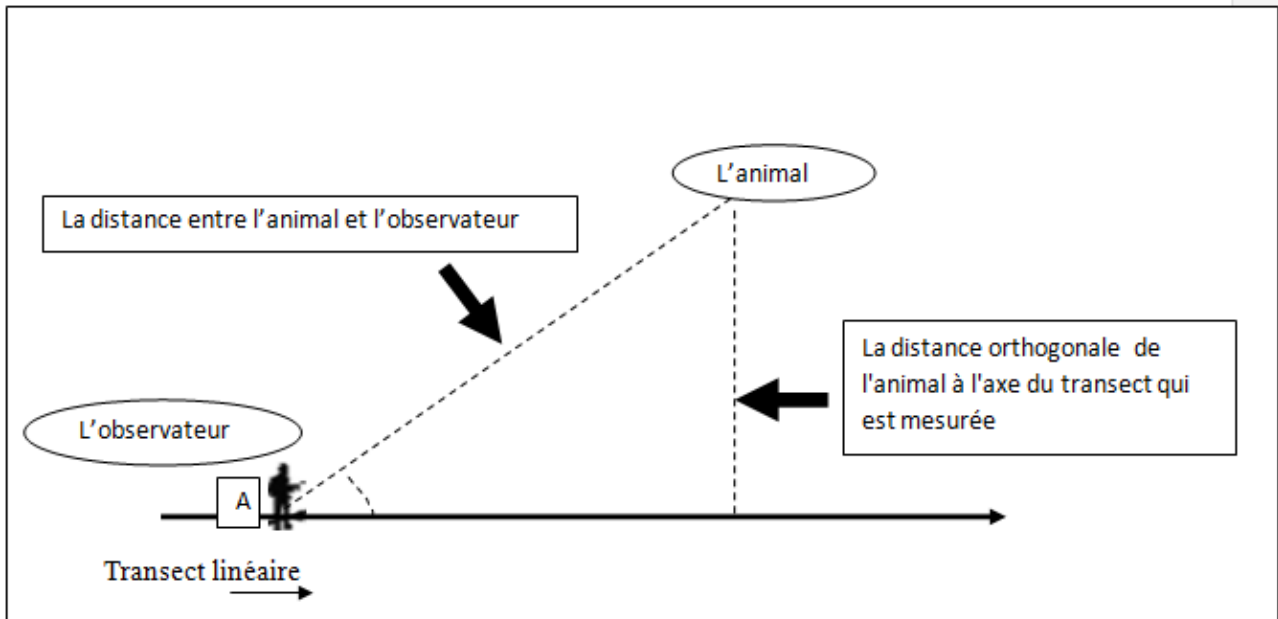 L'animal
La distance entre l'animal et l'observateur
La distance orthogonale de
l'animal à l'axe du transect qui
est mesurée
L'observateur
A
Transect linéaire